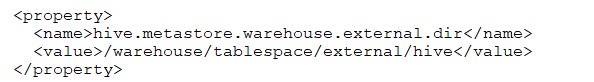 <property>
  <name>hive.metastore.warehouse.external.dir</name>
  <value>/warehouse/tablespace/external/hive</value>
</property>